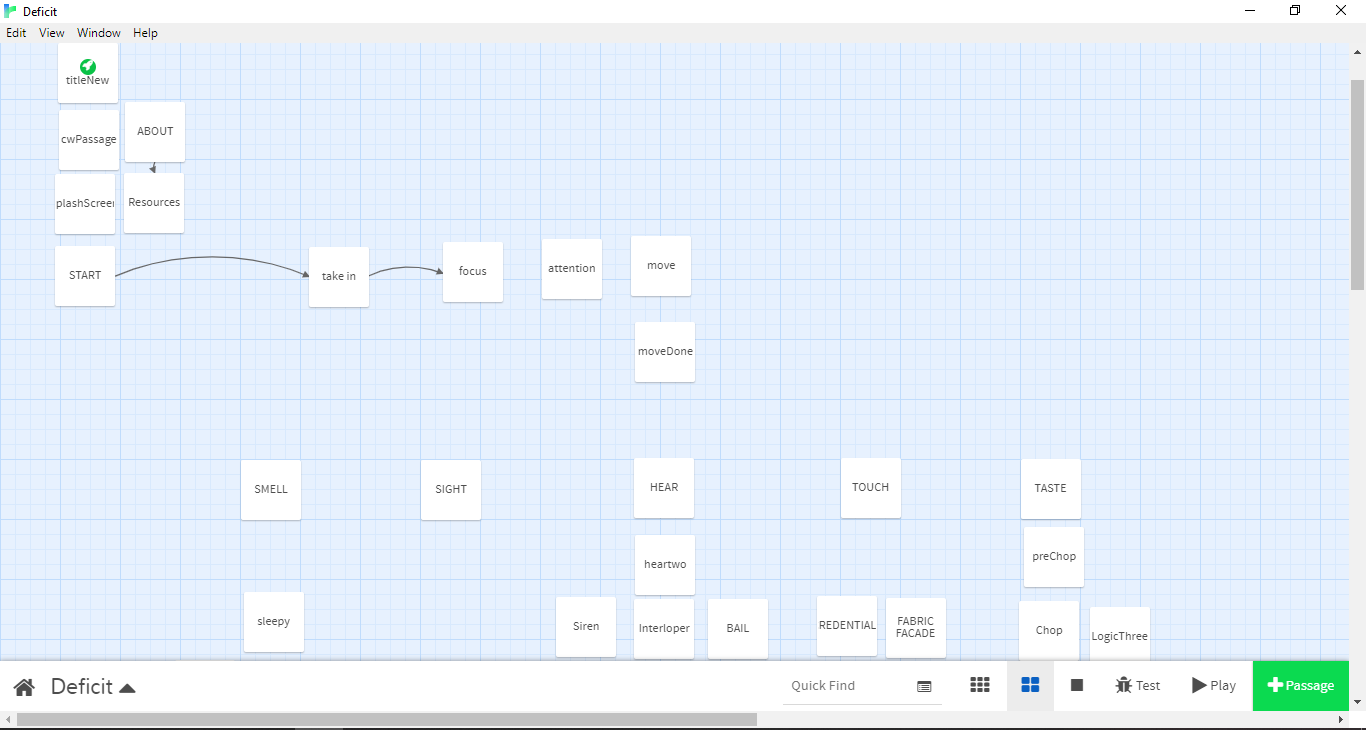 Deficit
Edit View Window Help
titleNew
cwPassage
ABOUT
plashScreen
Resources
START
take in
focus
attention
move
moveDone
SMELL
SIGHT
HEAR
TOUCH
TASTE
preChop
heartwo
sleepy
Siren
Interloper
BAIL
REDENTIAL
FABRIC
FACADE
Chop
LogicThree
Deficit
Quick Find
Test
Play
Passage